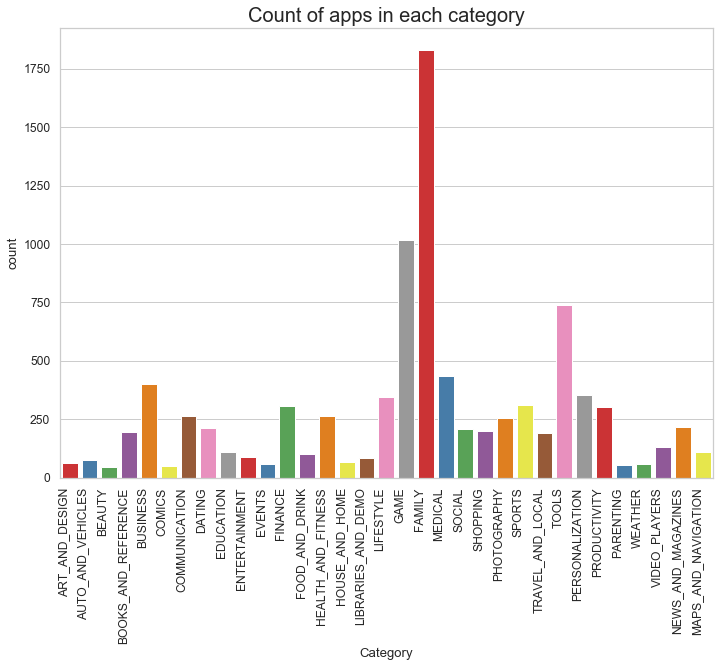 Count of apps in each category
count
1750
1500
1250
1000
750
500
250
0
ART_AND_DESIGN
AUTO_AND_VEHICLES
BEAUTY
BOOKS_AND_REFERENCE
BUSINESS
COMICS
COMMUNICATION
DATING
EDUCATION
ENTERTAINMENT
EVENTS
FINANCE
FOOD_AND_DRINK
HEALTH_AND_FITNESS
HOUSE_AND_HOME
LIBRARIES_AND_DEMO
LIFESTYLE
GAME
FAMILY
MEDICAL
SOCIAL
SHOPPING
PHOTOGRAPHY
SPORTS
TRAVEL_AND_LOCAL
TOOLS
PERSONALIZATION
PRODUCTIVITY
PARENTING
WEATHER
VIDEO_PLAYERS
NEWS_AND_MAGAZINES
MAPS_AND_NAVIGATION
Category